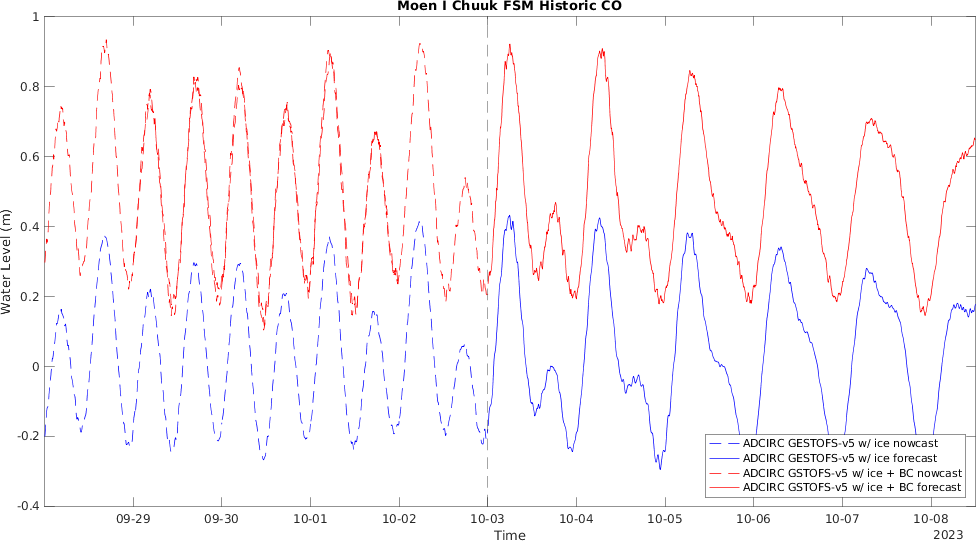 Moen I Chuuk FSM Historic CO
Water Level (m)
1
0.8
0.6
0.4
0.2
0
-0.2
-0.4
ADCIRC GESTOFS-v5 w/ ice nowcast
ADCIRC GESTOFS-v5 w/ ice forecast
ADCIRC GSTOFS-v5 w/ ice + BC nowcast
ADCIRC GSTOFS-v5 w/ ice + BC forecast
09-29 09-30 10-01 10-02 10-03 10-04 10-05 10-06 10-07 10-08
Time
2023